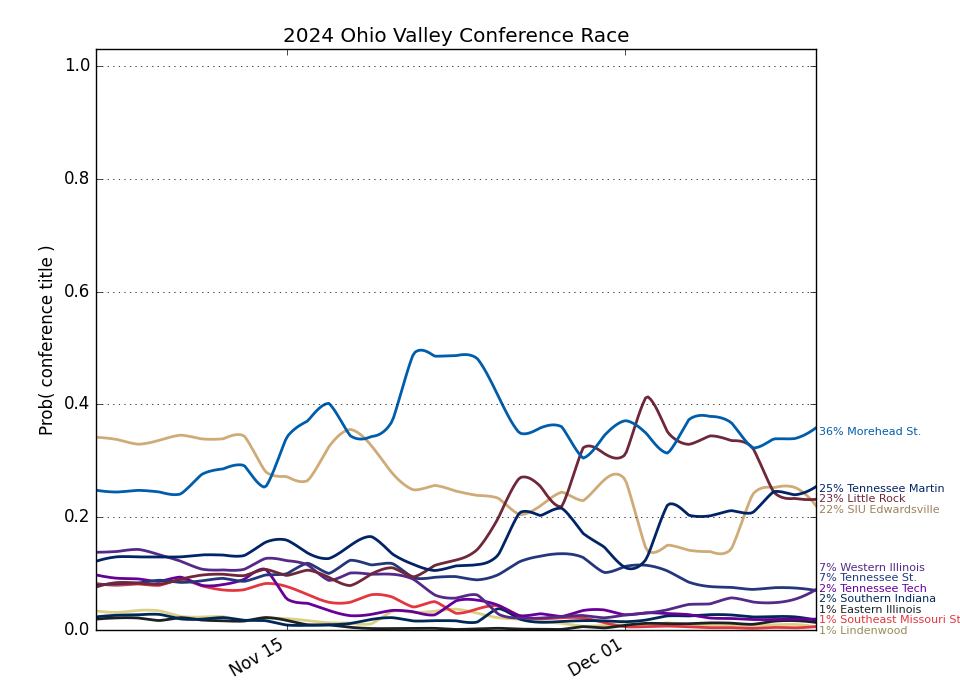 2024 Ohio Valley Conference Race
Prob( conference title )
1.0
0.8
0.6
0.4
0.2
0.0
Nov 15
Dec 01
36% Morehead St.
25% Tennessee Martin
23% Little Rock
22% SIU Edwardsville
7% Western Illinois
7% Tennessee St.
2% Tennessee Tech
2% Southern Indiana
1% Eastern Illinois
1% Southeast Missouri St
1% Lindenwood